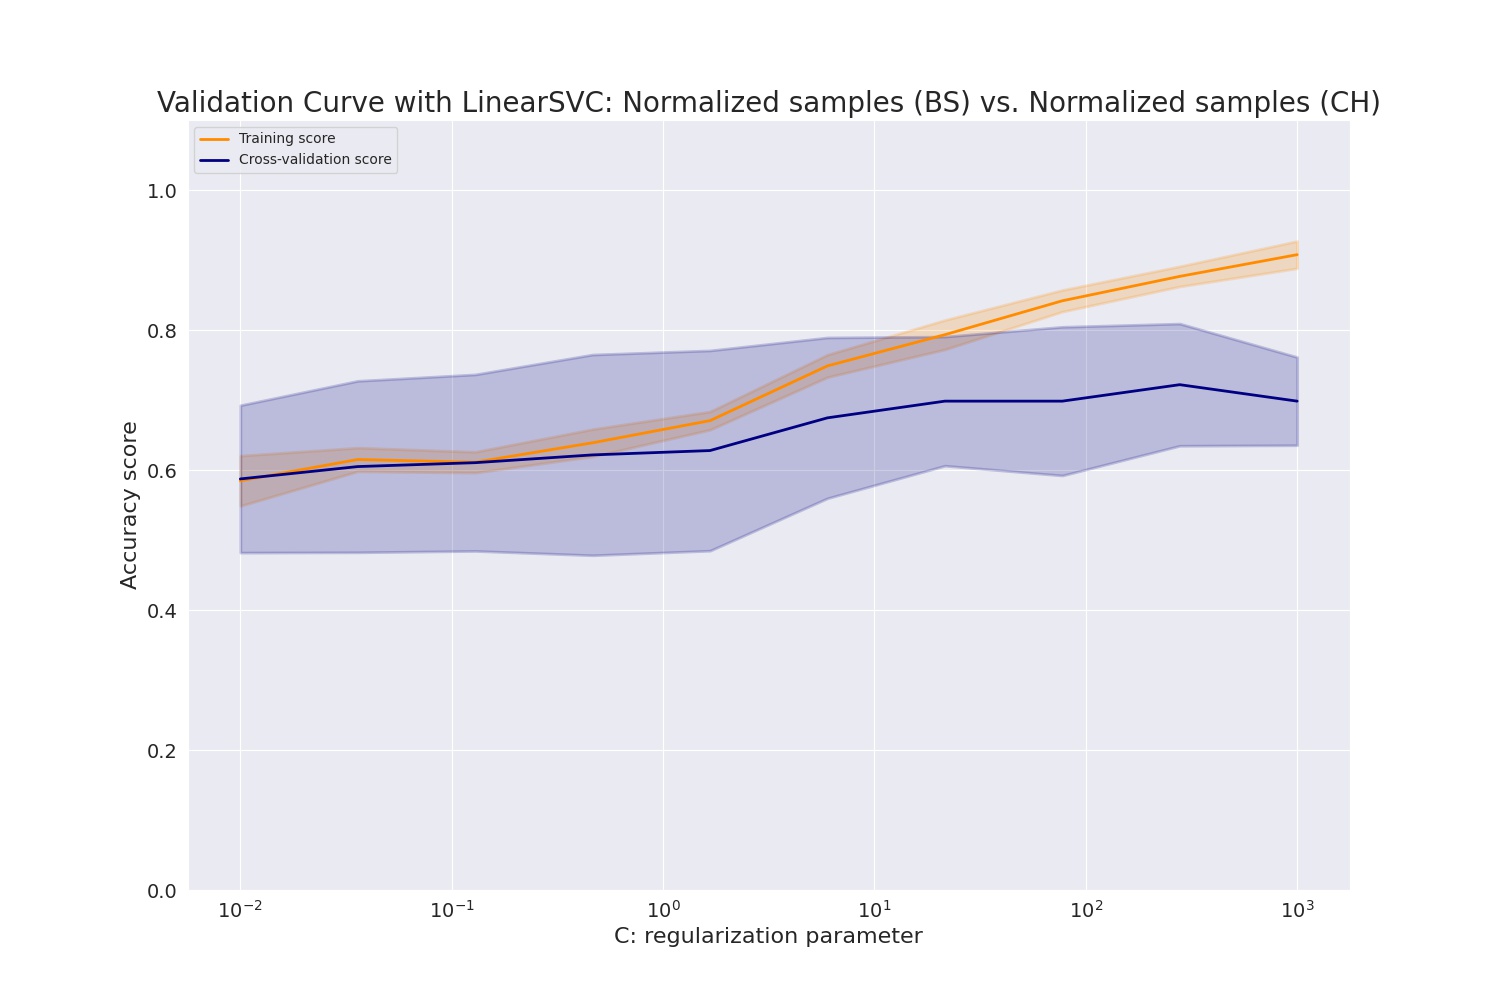 Validation Curve with LinearSVC: Normalized samples (BS) vs. Normalized samples (CH)
Training score
Cross-validation score
1.0
0.8
0.6
0.4
0.2
0.0
Accuracy score
10⁻² 10⁻¹ 10⁰ 10¹ 10² 10³
C: regularization parameter